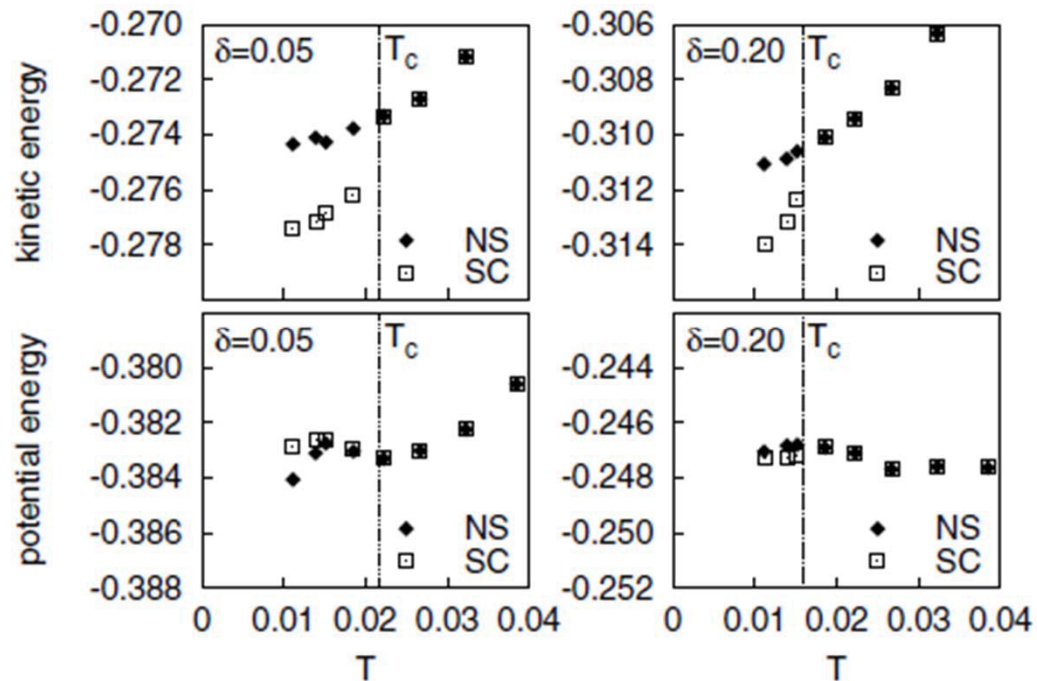 kinetic energy
-0.270
-0.272
-0.274
-0.276
-0.278
δ=0.05
Tc
NS
SC
-0.306
-0.308
-0.310
-0.312
-0.314
δ=0.20
Tc
NS
SC
potential energy
-0.380
-0.382
-0.384
-0.386
-0.388
δ=0.05
Tc
NS
SC
0 0.01 0.02 0.03 0.04
T
-0.244
-0.246
-0.248
-0.250
-0.252
δ=0.20
Tc
NS
SC
0 0.01 0.02 0.03 0.04
T